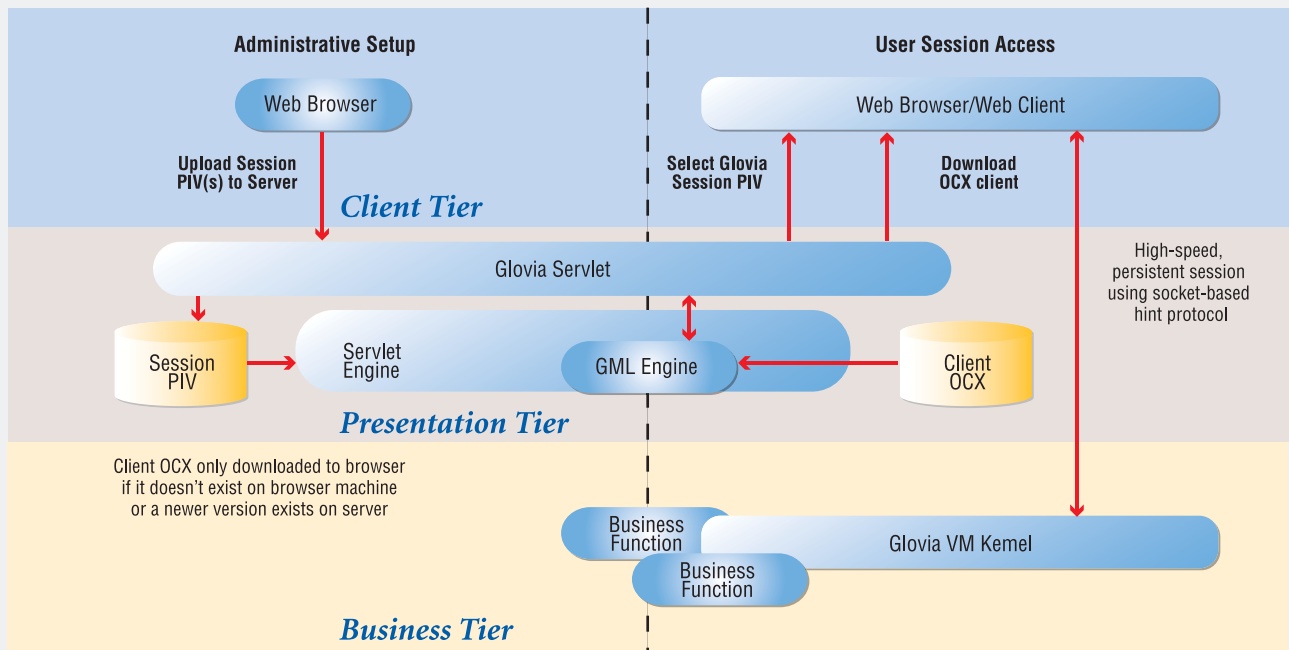 Administrative Setup
User Session Access
Web Browser
Web Browser/Web Client
Upload Session
PIV(s) to Server
Select Glovia
Session PIV
Download
OCX client
Client Tier
Glovia Servlet
High-speed,
persistent session
using socket-based
hint protocol
Session
PIV
Servlet
Engine
GML Engine
Client
OCX
Presentation Tier
Client OCX only downloaded to browser
if it doesn't exist on browser machine
or a newer version exists on server
Business
Function
Glovia VM Kemel
Business
Function
Business Tier